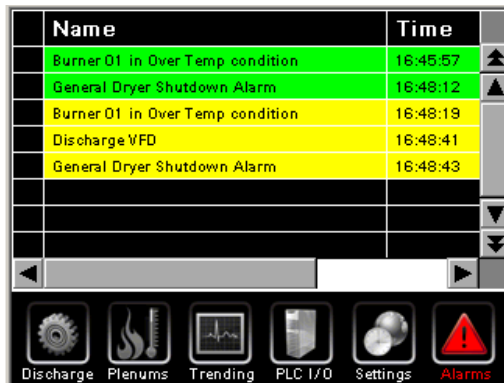 Name Time
Burner 01 in Over Temp condition 16:45:57
General Dryer Shutdown Alarm 16:48:12
Burner 01 in Over Temp condition 16:48:19
Discharge VFD 16:48:41
General Dryer Shutdown Alarm 16:48:43
Discharge Plenums Trending PLC I/O Settings Alarms